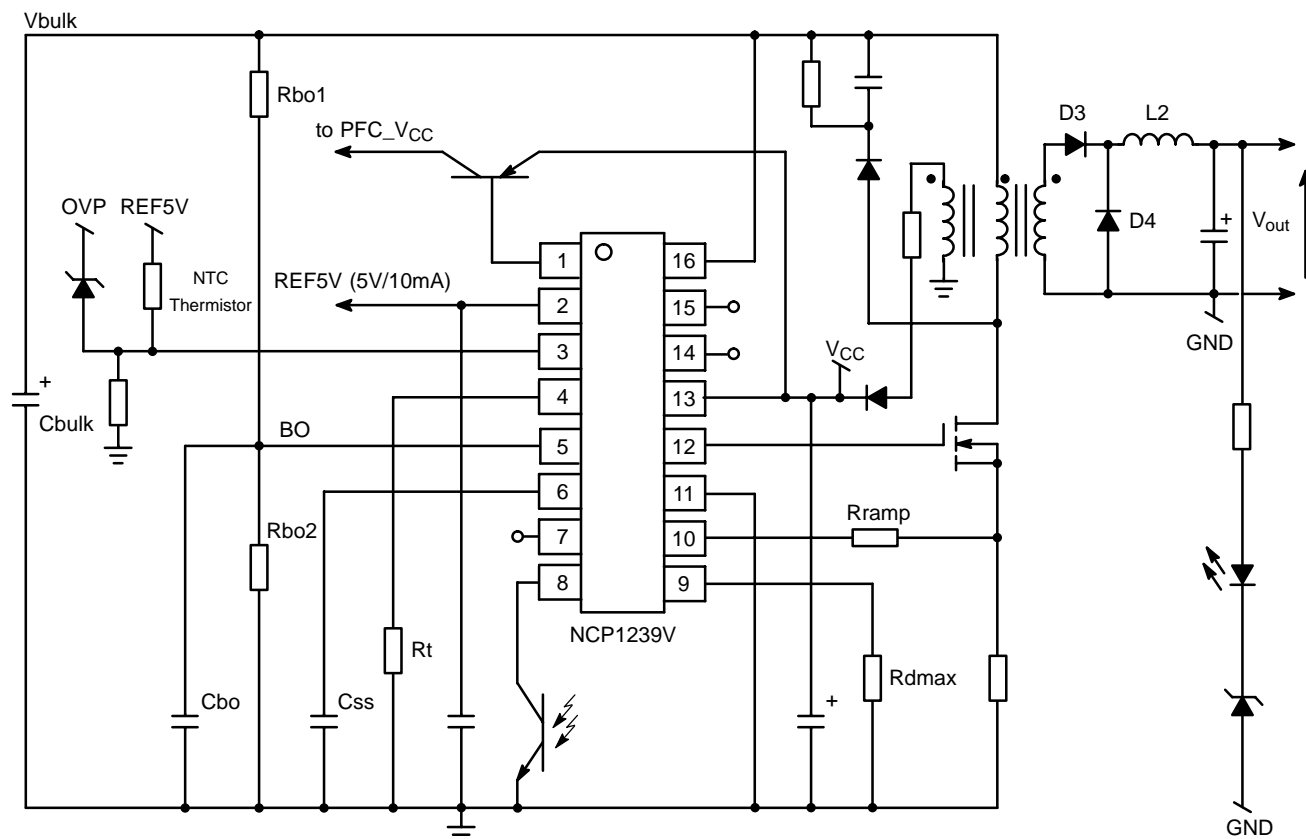 Vbulk
Rbo1
to PFC_VCC
D3
L2
OVP
REF5V
D4
Vout
+
NTC
Thermistor
REF5V (5V/10mA)
1
16
2
15
3
14
VCC
GND
4
13
+
Cbulk
BO
5
12
6
11
Rramp
Rbo2
7
10
8
9
NCP1239V
Rt
Rdmax
Cbo
Css
+
GND